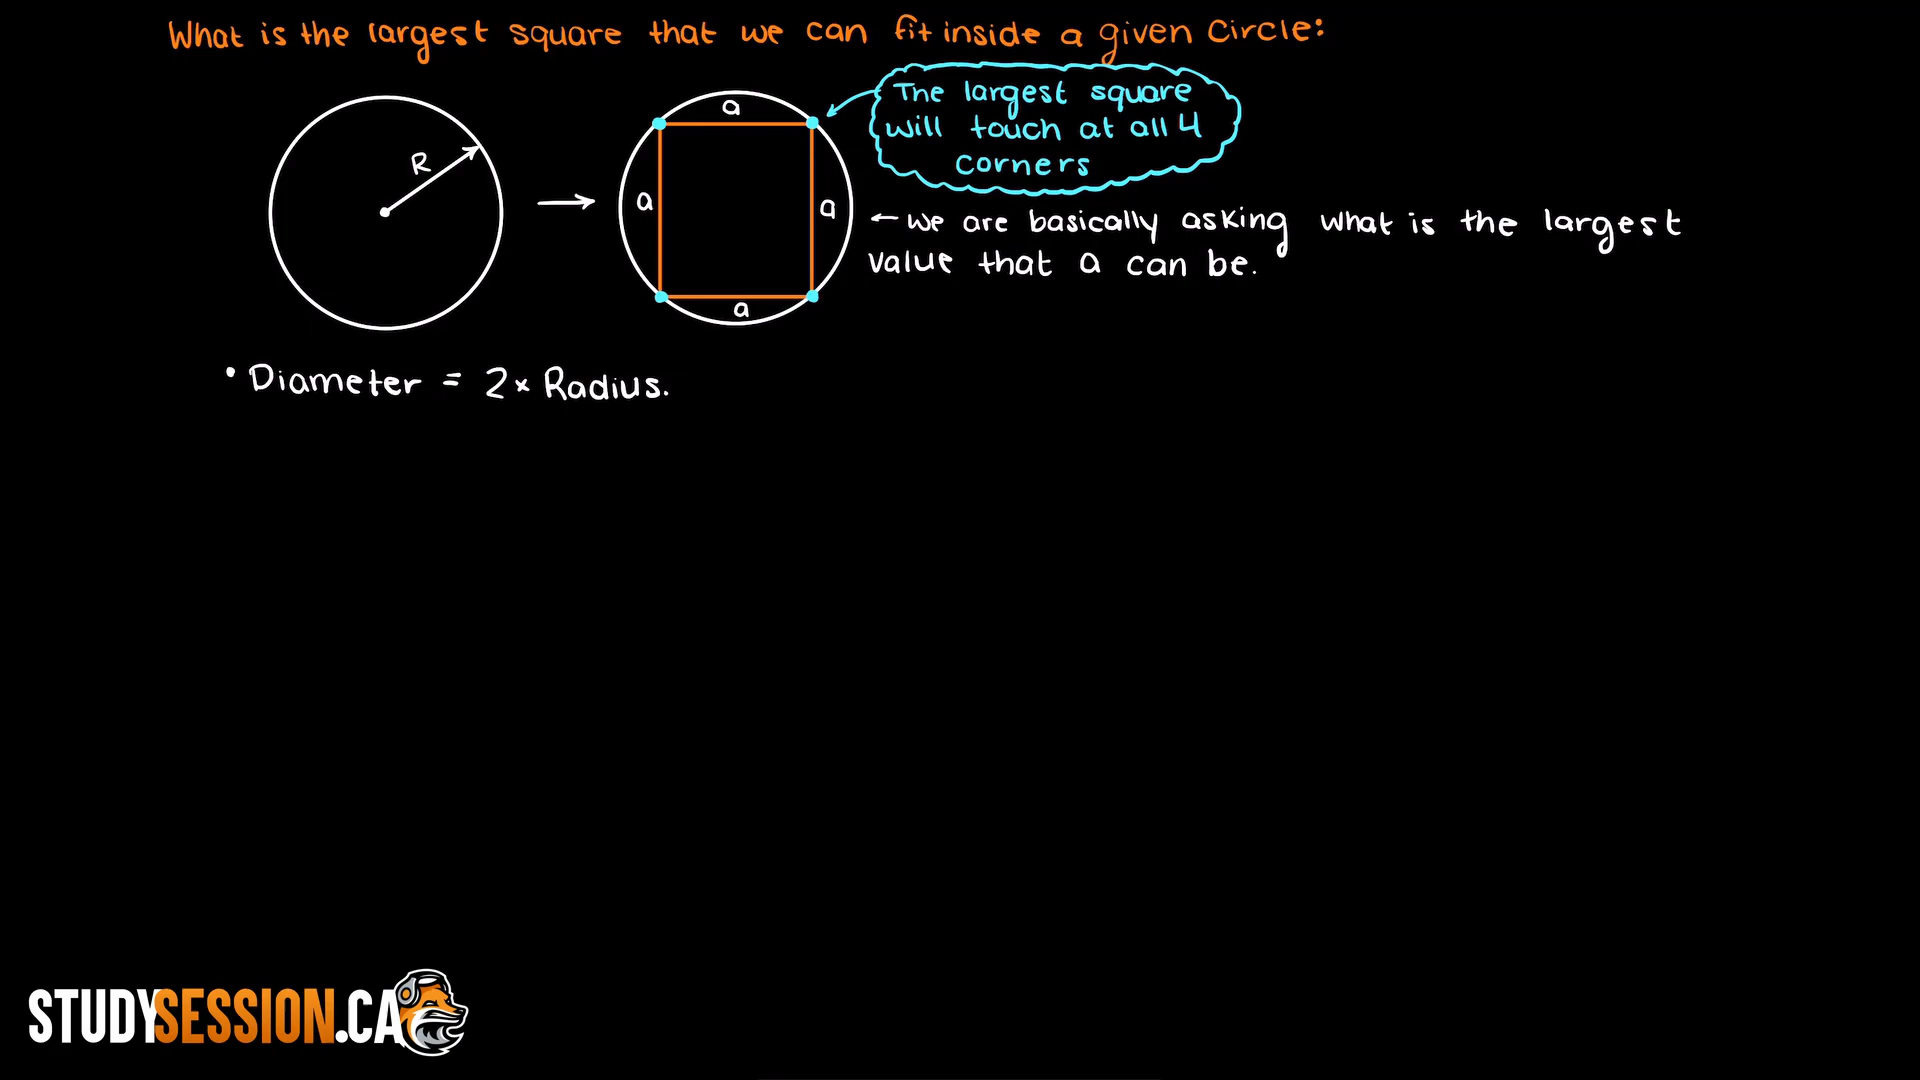 What is the largest square that we can fit inside a given circle:
The largest square
will touch at all 4
corners
R
a
a
a
a
← we are basically asking what is the largest
value that a can be.
• Diameter = 2 × Radius.
STUDYSESSION.CA